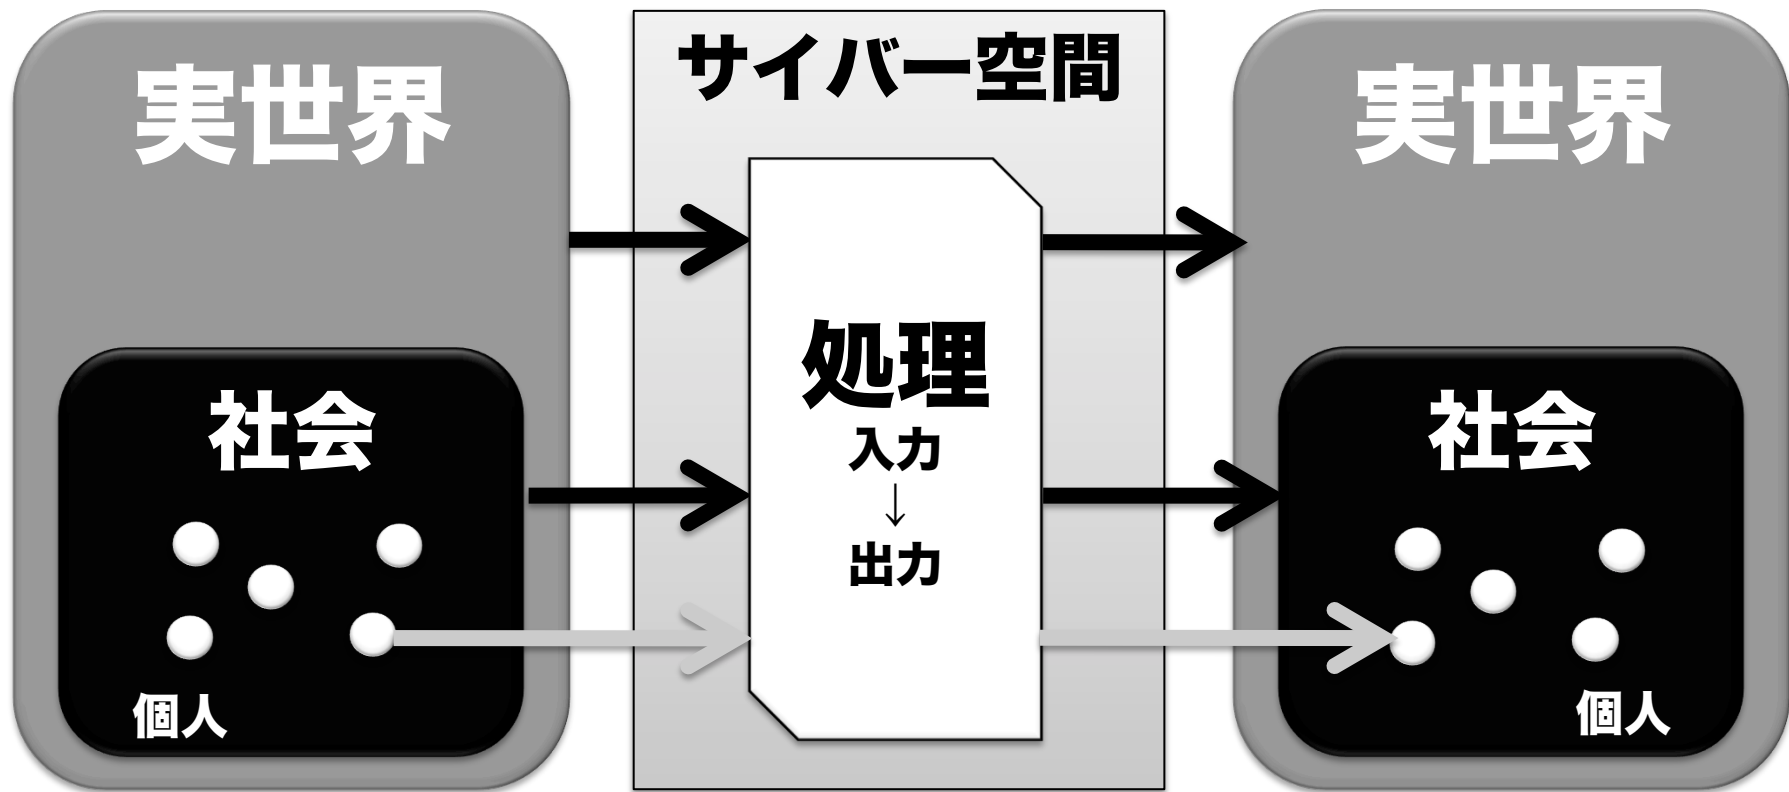 実世界
社会
個人
サイバー空間
処理
入力
↓
出力
実世界
社会
個人